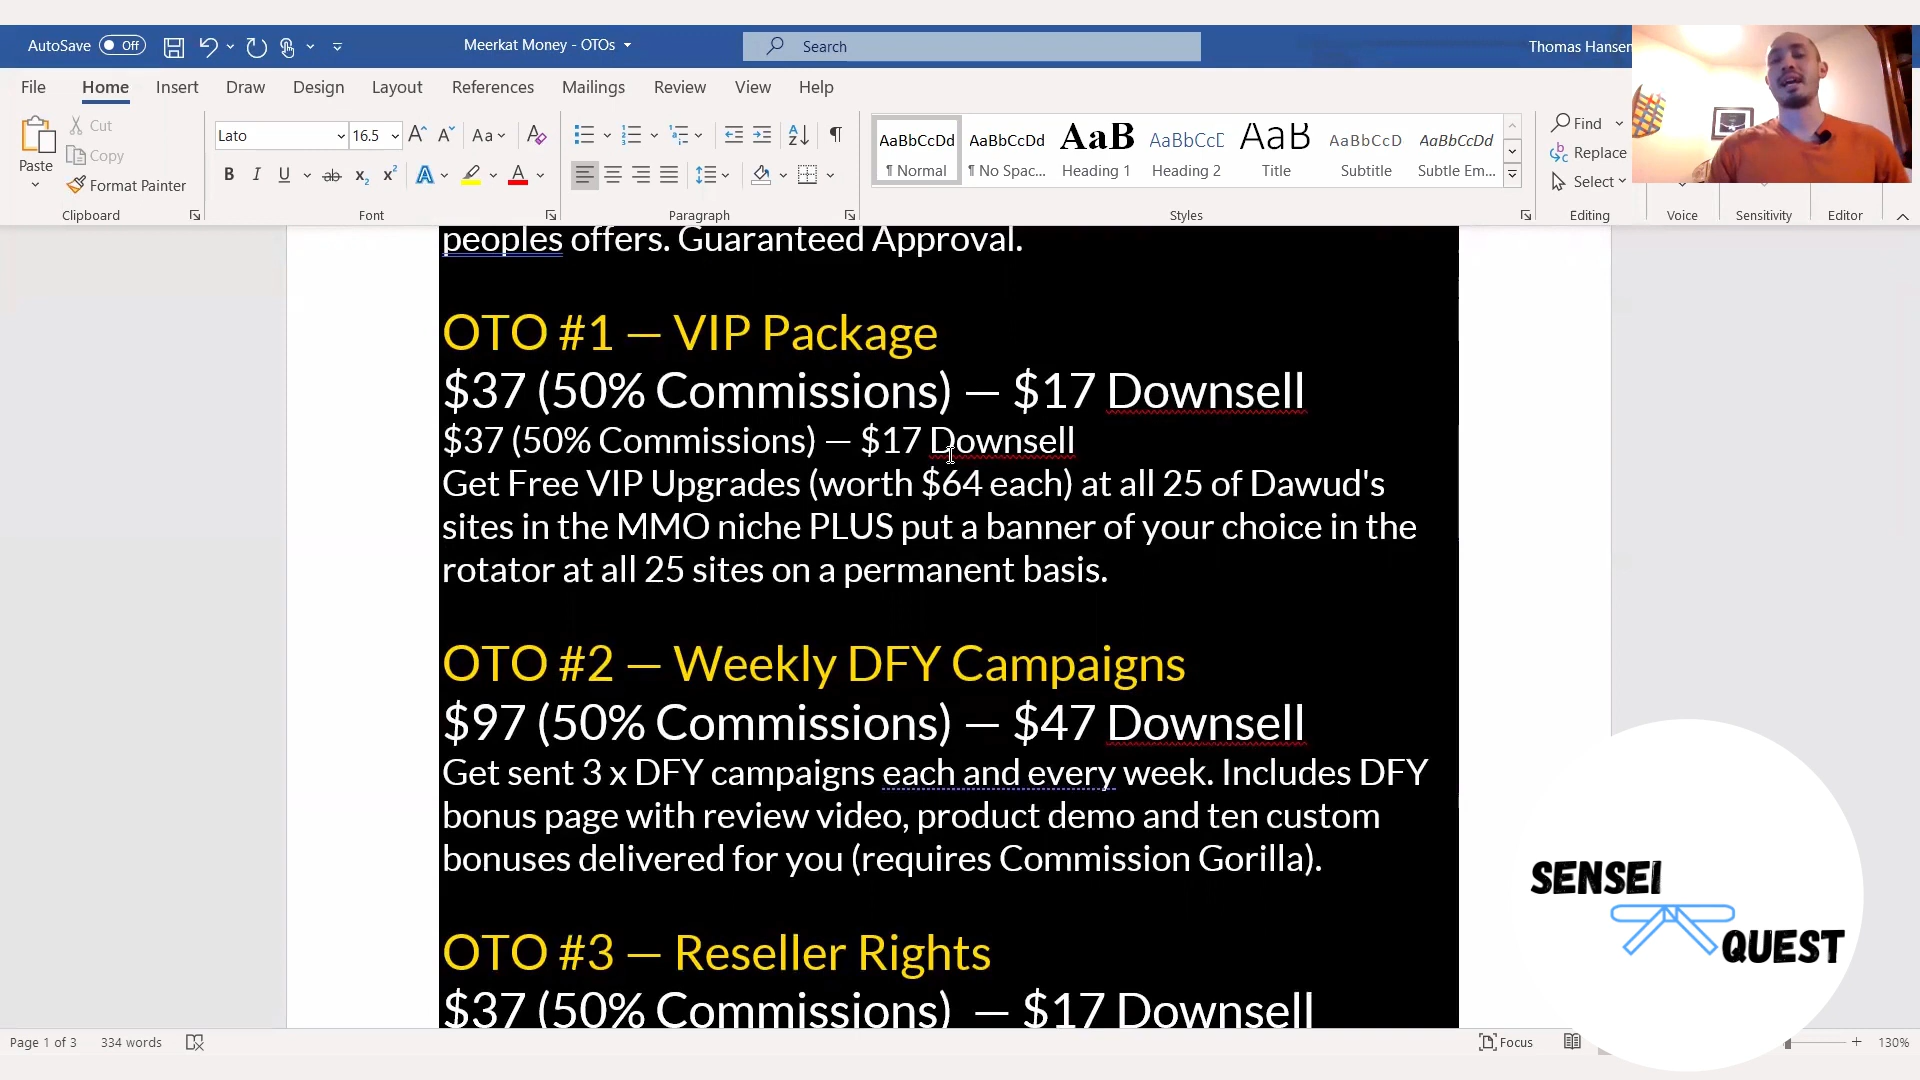 AutoSave Off Meerkat Money - OTOs Search Thomas Hansen
File Home Insert Draw Design Layout References Mailings Review View Help
Paste Cut Copy Format Painter Clipboard
Lato 16.5 Aa B I U ab x₂ x² A A Font
Paragraph
AaBbCcDd AaBbCcDd AaB AaBbCcE AaB AaBbCcD AaBbCcDd
¶ Normal ¶ No Spac... Heading 1 Heading 2 Title Subtitle Subtle Em...
Styles
Find Replace Select Editing Voice Sensitivity Editor
peoples offers. Guaranteed Approval.
OTO #1 — VIP Package
$37 (50% Commissions) — $17 Downsell
$37 (50% Commissions) — $17 Downsell
Get Free VIP Upgrades (worth $64 each) at all 25 of Dawud's
sites in the MMO niche PLUS put a banner of your choice in the
rotator at all 25 sites on a permanent basis.
OTO #2 — Weekly DFY Campaigns
$97 (50% Commissions) — $47 Downsell
Get sent 3 x DFY campaigns each and every week. Includes DFY
bonus page with review video, product demo and ten custom
bonuses delivered for you (requires Commission Gorilla).
OTO #3 — Reseller Rights
$37 (50% Commissions) — $17 Downsell
SENSEI
QUEST
Page 1 of 3 334 words Focus 130%